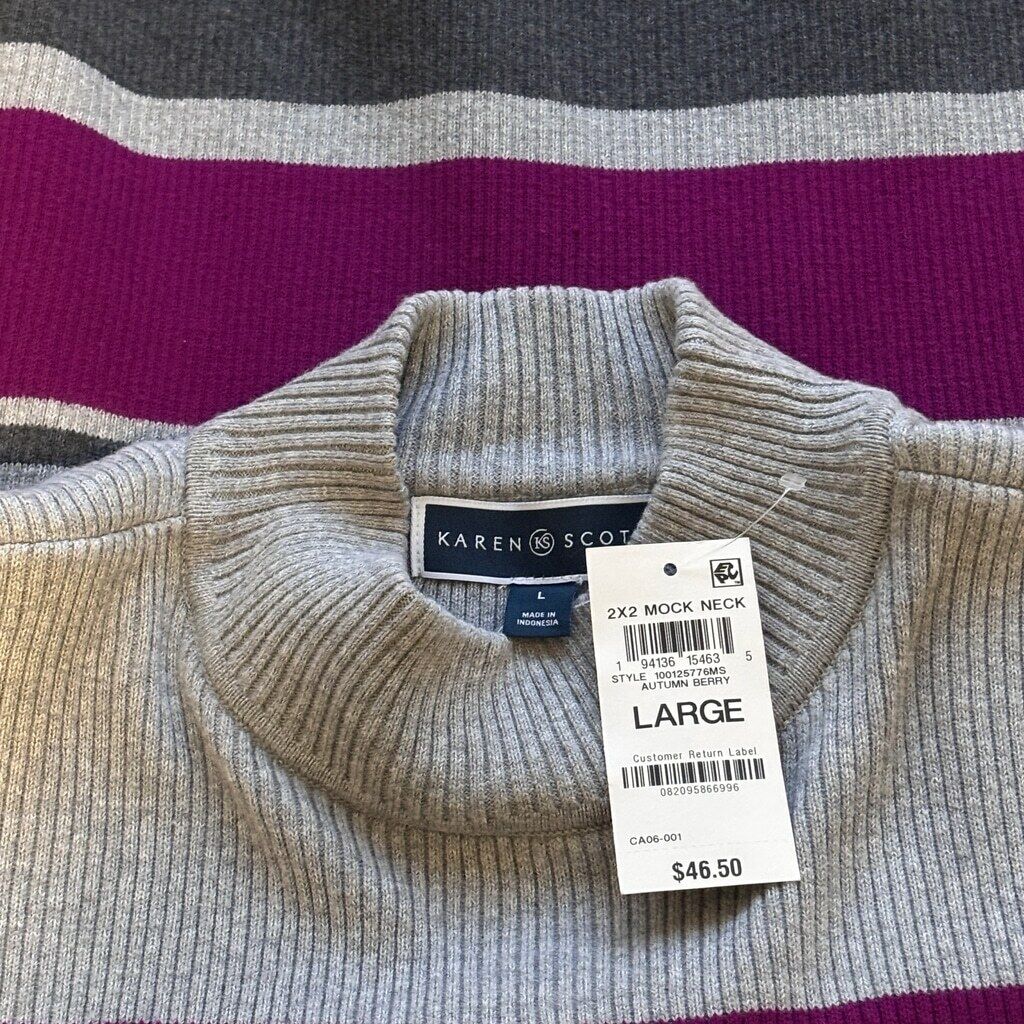 KAREN KS SCOT
L
MADE IN
INDONESIA
2X2 MOCK NECK
1 94136 15463 5
STYLE 100125776MS
AUTUMN BERRY
LARGE
Customer Return Label
082095866996
CA06-001
$46.50